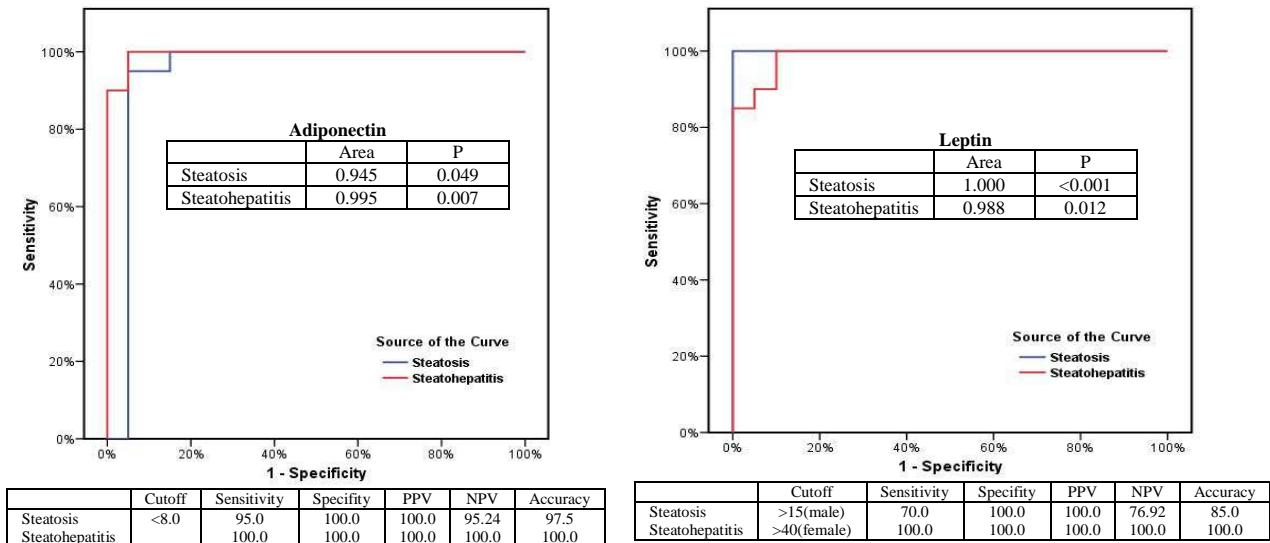 100%
80%
60%
40%
20%
0%
Sensitivity
Adiponectin
Area P
Steatosis 0.945 0.049
Steatohepatitis 0.995 0.007
Source of the Curve
Steatosis
Steatohepatitis
0% 20% 40% 60% 80% 100%
1 - Specificity
Cutoff Sensitivity Specifity PPV NPV Accuracy
Steatosis <8.0 95.0 100.0 100.0 95.24 97.5
Steatohepatitis 100.0 100.0 100.0 100.0 100.0
100%
80%
60%
40%
20%
0%
Sensitivity
Leptin
Area P
Steatosis 1.000 <0.001
Steatohepatitis 0.988 0.012
Source of the Curve
Steatosis
Steatohepatitis
0% 20% 40% 60% 80% 100%
1 - Specificity
Cutoff Sensitivity Specifity PPV NPV Accuracy
Steatosis >15(male) 70.0 100.0 100.0 76.92 85.0
Steatohepatitis >40(female) 100.0 100.0 100.0 100.0 100.0